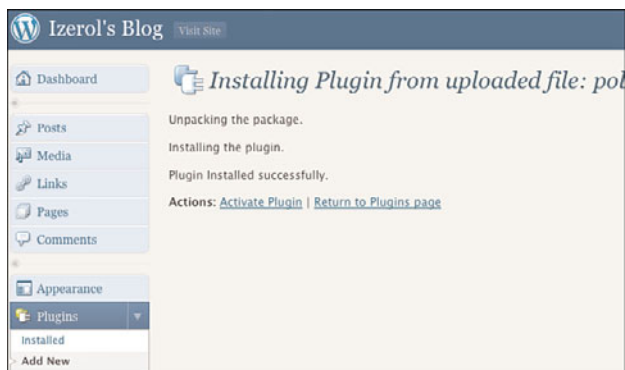 Izerol's Blog Visit Site
Dashboard
Installing Plugin from uploaded file: pol
Unpacking the package.
Posts
Installing the plugin.
Media
Plugin Installed successfully.
Links
Actions: Activate Plugin | Return to Plugins page
Pages
Comments
Appearance
Plugins
Installed
Add New